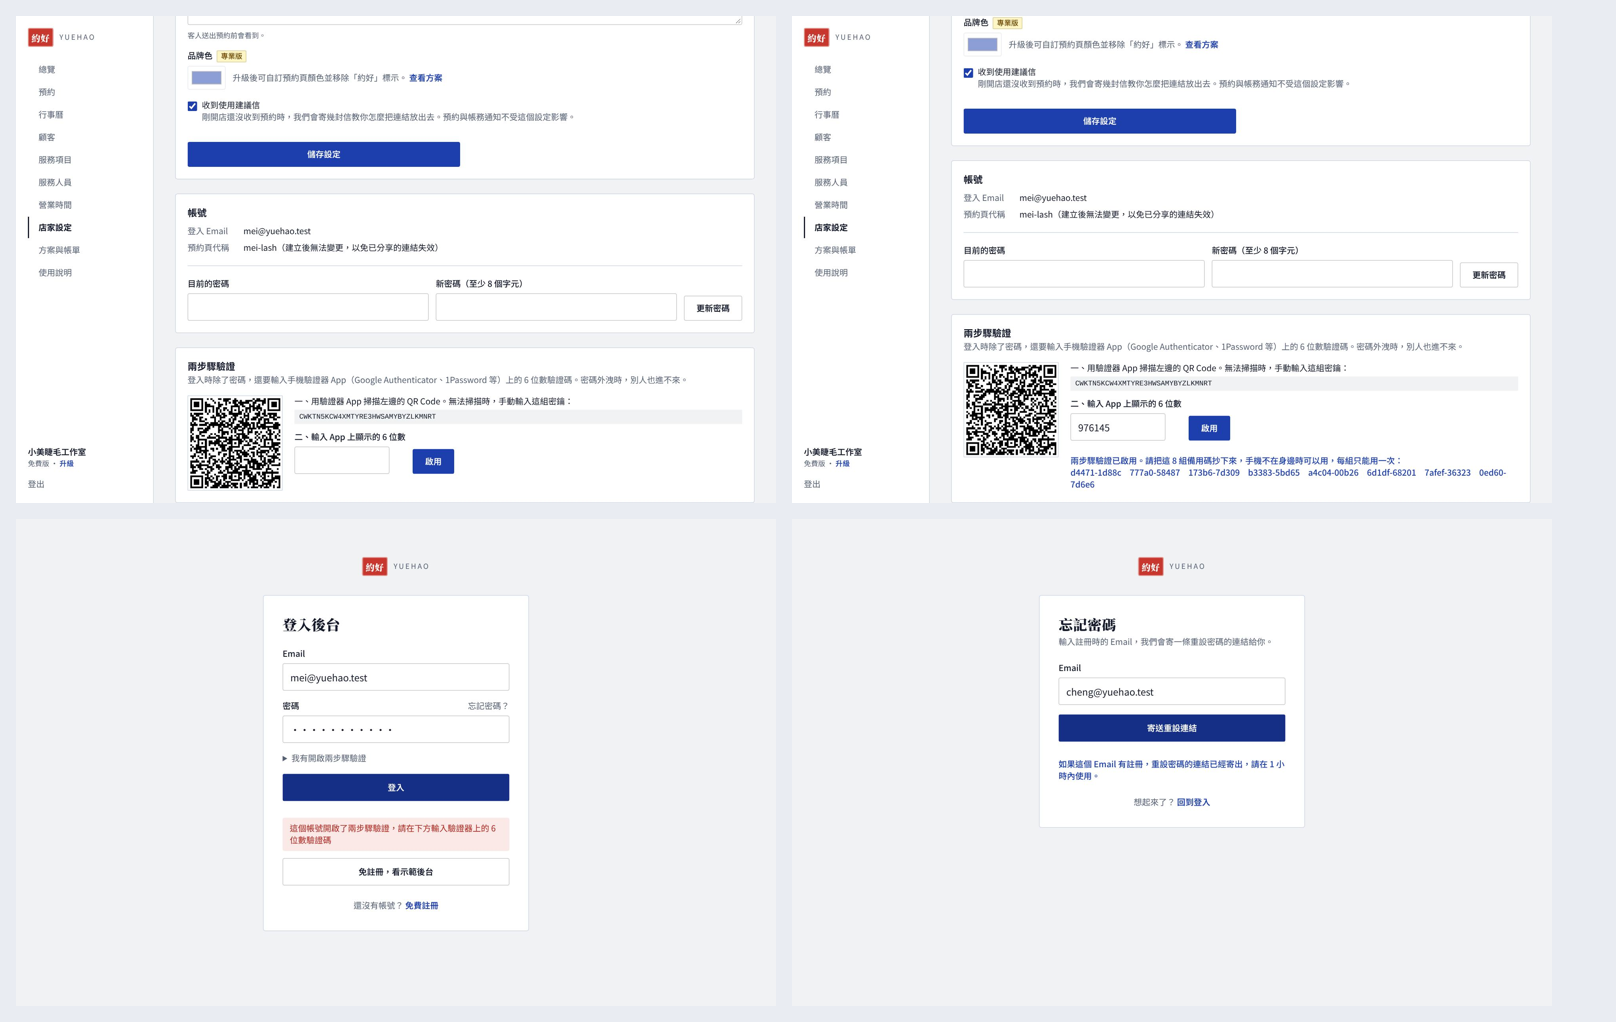 約好 YUEHAO
總覽
預約
行事曆
顧客
服務項目
服務人員
營業時間
店家設定
方案與帳單
使用說明
小美睫毛工作室
免費版・升級
登出
客人送出預約前會看到。
品牌色 專業版
升級後可自訂預約頁顏色並移除「約好」標示。查看方案
收到使用建議信
剛開店還沒收到預約時，我們會寄幾封信教你怎麼把連結放出去。預約與帳務通知不受這個設定影響。
儲存設定
帳號
登入 Email mei@yuehao.test
預約頁代稱 mei-lash（建立後無法變更，以免已分享的連結失效）
目前的密碼
新密碼（至少 8 個字元）
更新密碼
兩步驟驗證
登入時除了密碼，還要輸入手機驗證器 App（Google Authenticator、1Password 等）上的 6 位數驗證碼。密碼外洩時，別人也進不來。
一、用驗證器 App 掃描左邊的 QR Code。無法掃描時，手動輸入這組密鑰：
CWKTN5KCW4XMTYRE3HWSAMYBYZLKMNRT
二、輸入 App 上顯示的 6 位數
啟用
約好 YUEHAO
總覽
預約
行事曆
顧客
服務項目
服務人員
營業時間
店家設定
方案與帳單
使用說明
小美睫毛工作室
免費版・升級
登出
品牌色 專業版
升級後可自訂預約頁顏色並移除「約好」標示。查看方案
收到使用建議信
剛開店還沒收到預約時，我們會寄幾封信教你怎麼把連結放出去。預約與帳務通知不受這個設定影響。
儲存設定
帳號
登入 Email mei@yuehao.test
預約頁代稱 mei-lash（建立後無法變更，以免已分享的連結失效）
目前的密碼
新密碼（至少 8 個字元）
更新密碼
兩步驟驗證
登入時除了密碼，還要輸入手機驗證器 App（Google Authenticator、1Password 等）上的 6 位數驗證碼。密碼外洩時，別人也進不來。
一、用驗證器 App 掃描左邊的 QR Code。無法掃描時，手動輸入這組密鑰：
CWKTN5KCW4XMTYRE3HWSAMYBYZLKMNRT
二、輸入 App 上顯示的 6 位數
976145 啟用
兩步驟驗證已啟用。請把這 8 組備用碼抄下來，手機不在身邊時可以用，每組只能用一次：
d4471-1d88c 777a0-58487 173b6-7d309 b3383-5bd65 a4c04-00b26 6d1df-68201 7afef-36323 0ed60-
7d6e6
約好 YUEHAO
登入後台
Email
mei@yuehao.test
密碼 忘記密碼？
我有開啟兩步驟驗證
登入
這個帳號開啟了兩步驟驗證，請在下方輸入驗證器上的 6
位數驗證碼
免註冊，看示範後台
還沒有帳號？ 免費註冊
約好 YUEHAO
忘記密碼
輸入註冊時的 Email，我們會寄一條重設密碼的連結給你。
Email
cheng@yuehao.test
寄送重設連結
如果這個 Email 有註冊，重設密碼的連結已經寄出，請在 1 小
時內使用。
想起來了？ 回到登入